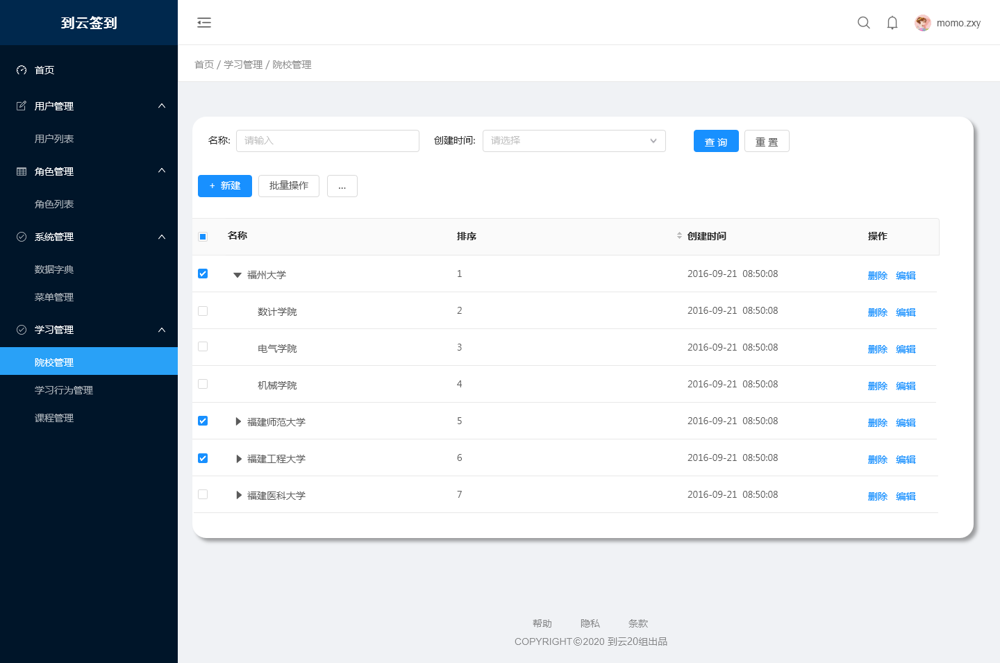 到云签到
首页
用户管理
用户列表
角色管理
角色列表
系统管理
数据字典
菜单管理
学习管理
院校管理
学习行为管理
课程管理
momo.zxy
首页 / 学习管理 / 院校管理
名称: 请输入 创建时间: 请选择 查 询 重 置
+ 新建 批量操作 ...
名称 排序 创建时间 操作
福州大学 1 2016-09-21 08:50:08 删除 编辑
数计学院 2 2016-09-21 08:50:08 删除 编辑
电气学院 3 2016-09-21 08:50:08 删除 编辑
机械学院 4 2016-09-21 08:50:08 删除 编辑
福建师范大学 5 2016-09-21 08:50:08 删除 编辑
福建工程大学 6 2016-09-21 08:50:08 删除 编辑
福建医科大学 7 2016-09-21 08:50:08 删除 编辑
帮助 隐私 条款
COPYRIGHT©2020 到云20组出品